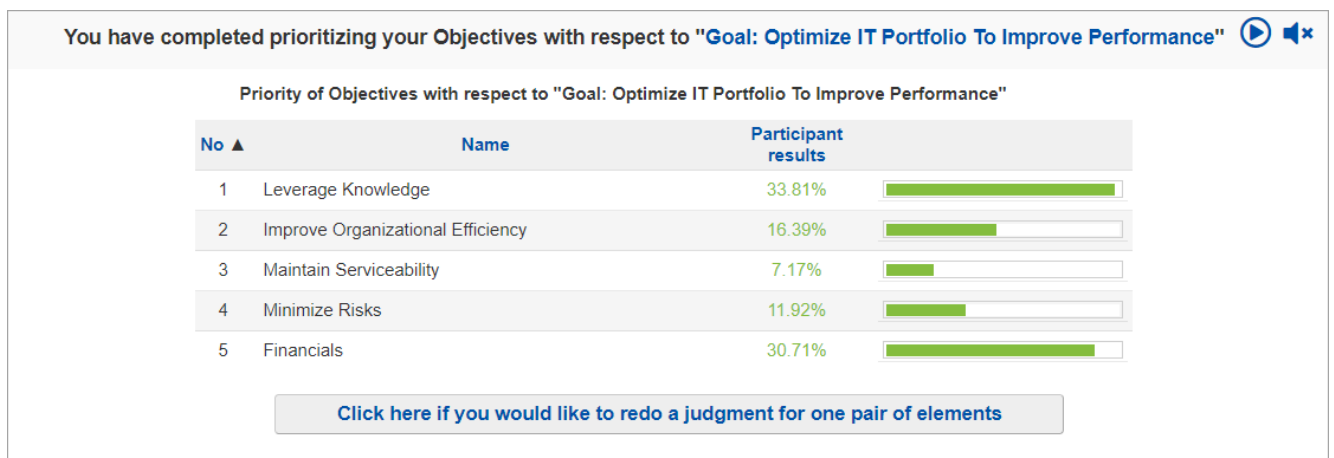 You have completed prioritizing your Objectives with respect to "Goal: Optimize IT Portfolio To Improve Performance"
Priority of Objectives with respect to "Goal: Optimize IT Portfolio To Improve Performance"
No ▲ Name Participant results
1 Leverage Knowledge 33.81%
2 Improve Organizational Efficiency 16.39%
3 Maintain Serviceability 7.17%
4 Minimize Risks 11.92%
5 Financials 30.71%
Click here if you would like to redo a judgment for one pair of elements